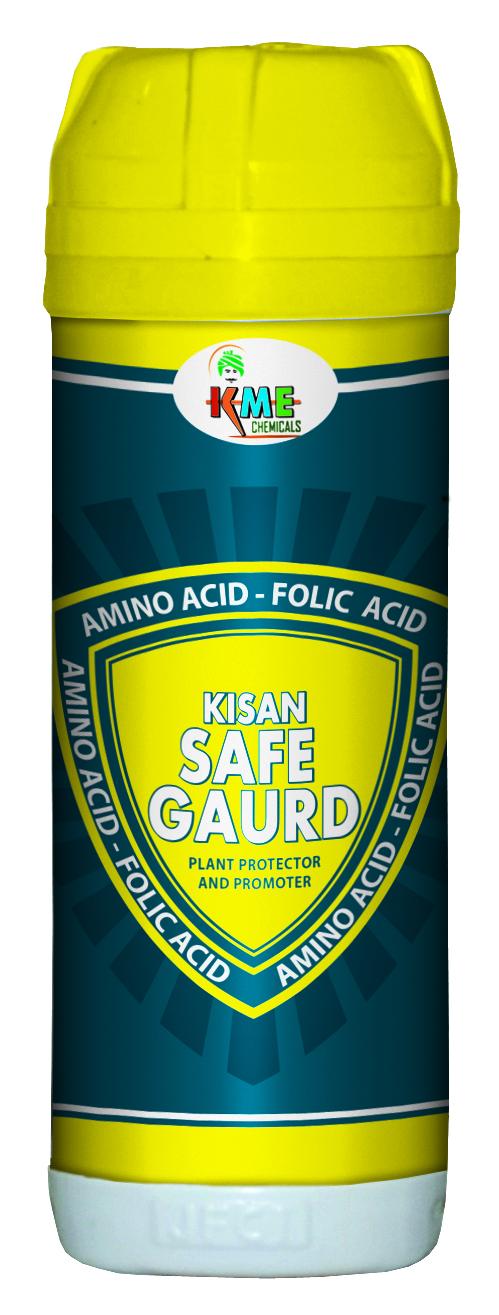 KME
CHEMICALS
AMINO ACID - FOLIC ACID
AMINO ACID - FOLIC ACID
AMINO ACID - FOLIC ACID
KISAN
SAFE
GAURD
PLANT PROTECTOR
AND PROMOTER